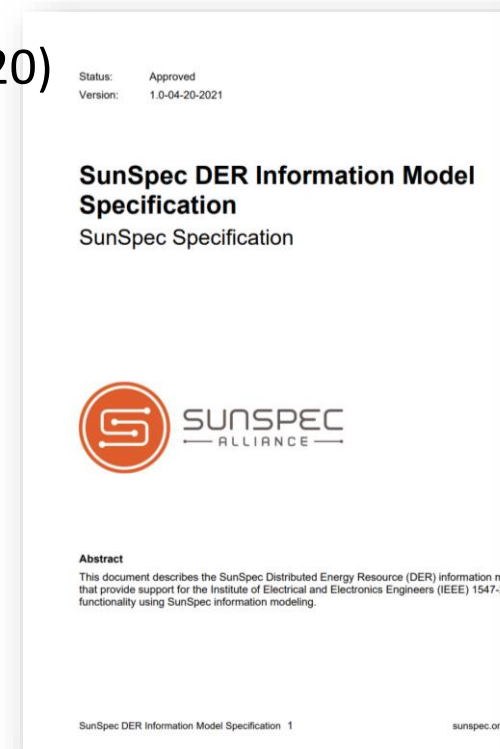 20)
Status: Approved
Version: 1.0-04-20-2021
SunSpec DER Information Model
Specification
SunSpec Specification
SUNSPEC
ALLIANCE
Abstract
This document describes the SunSpec Distributed Energy Resource (DER) information
that provide support for the Institute of Electrical and Electronics Engineers (IEEE) 1547-
functionality using SunSpec information modeling.
SunSpec DER Information Model Specification 1 sunspec.or